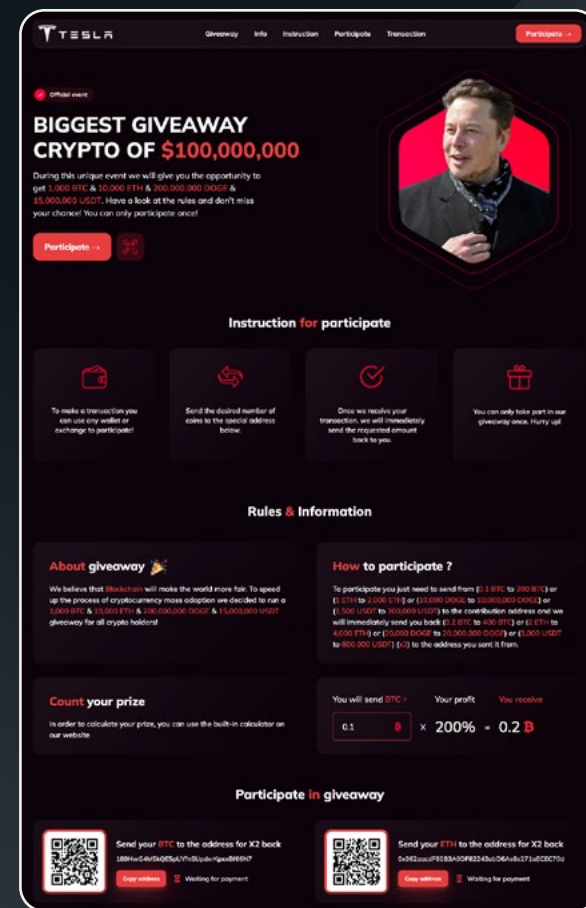 TESLA
Giveaway Info Instruction Participate Transaction
Participate →
Official event
BIGGEST GIVEAWAY
CRYPTO OF $100,000,000
During this unique event we will give you the opportunity to
get 1,000 BTC & 10,000 ETH & 200,000,000 DOGE &
15,000,000 USDT. Have a look at the rules and don't miss
your chance! You can only participate once!
Participate →
Instruction for participate
To make a transaction you
can use any wallet or
exchange to participate!
Send the desired number of
coins to the special address
below.
Once we receive your
transaction, we will immediately
send the requested amount
back to you.
You can only take part in our
giveaway once. Hurry up!
Rules & Information
About giveaway
We believe that Blockchain will make the world more fair. To speed
up the process of cryptocurrency mass adoption we decided to run a
1,000 BTC & 10,000 ETH & 200,000,000 DOGE & 15,000,000 USDT
giveaway for all crypto holders!
How to participate ?
To participate you just need to send from (0.1 BTC to 200 BTC) or
(1 ETH to 2,000 ETH) or (10,000 DOGE to 10,000,000 DOGE) or
(1,500 USDT to 300,000 USDT) to the contribution address and we
will immediately send you back (0.2 BTC to 400 BTC) or (2 ETH to
4,000 ETH) or (20,000 DOGE to 20,000,000 DOGE) or (3,000 USDT
to 600,000 USDT) (x2) to the address you sent it from.
Count your prize
In order to calculate your prize, you can use the built-in calculator on
our website
You will send BTC Your profit You receive
0.1 x 200% = 0.2
Participate in giveaway
Send your BTC to the address for X2 back
Copy address Waiting for payment
Send your ETH to the address for X2 back
Copy address Waiting for payment